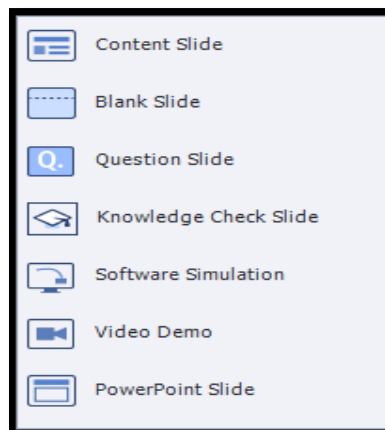 Content Slide
Blank Slide
Q. Question Slide
Knowledge Check Slide
Software Simulation
Video Demo
PowerPoint Slide